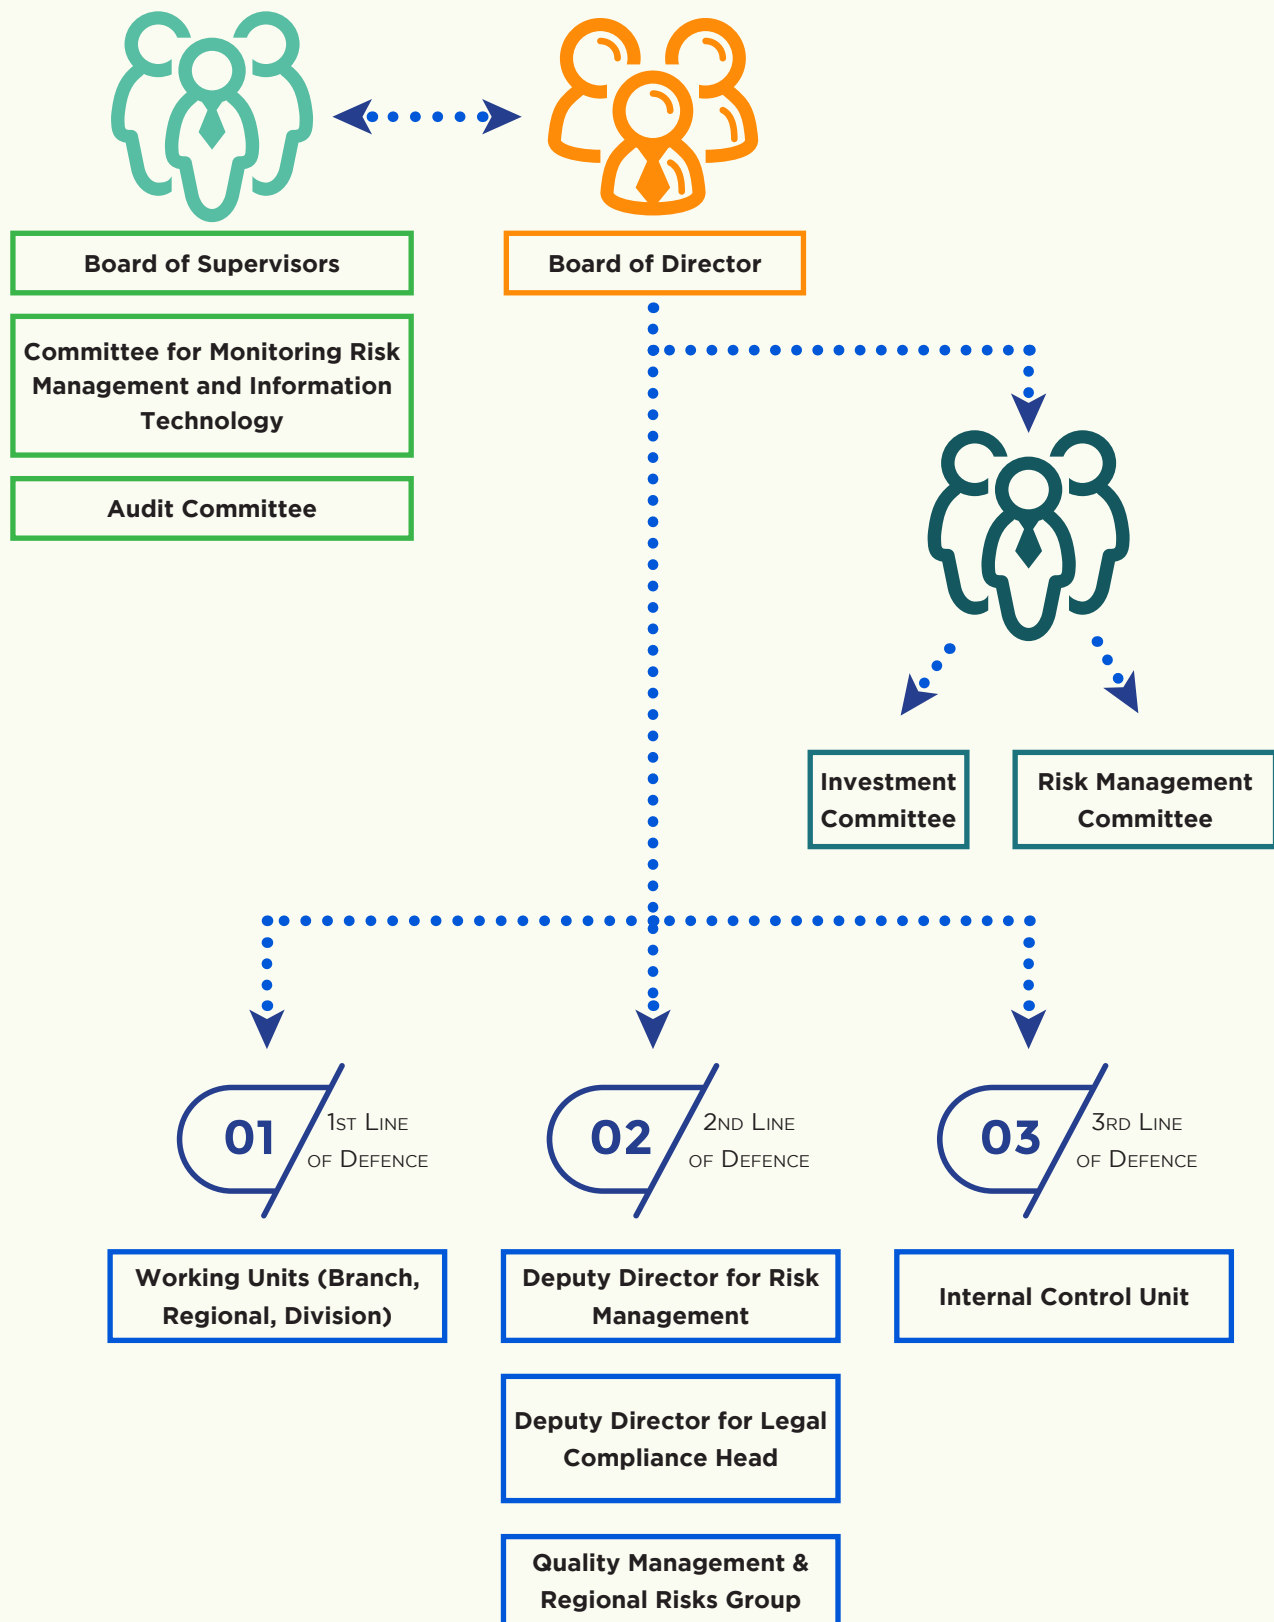 Board of Supervisors
Board of Director
Committee for Monitoring Risk
Management and Information
Technology
Audit Committee
Investment
Committee
Risk Management
Committee
01
1st Line
of Defence
02
2nd Line
of Defence
03
3rd Line
of Defence
Working Units (Branch,
Regional, Division)
Deputy Director for Risk
Management
Internal Control Unit
Deputy Director for Legal
Compliance Head
Quality Management &
Regional Risks Group